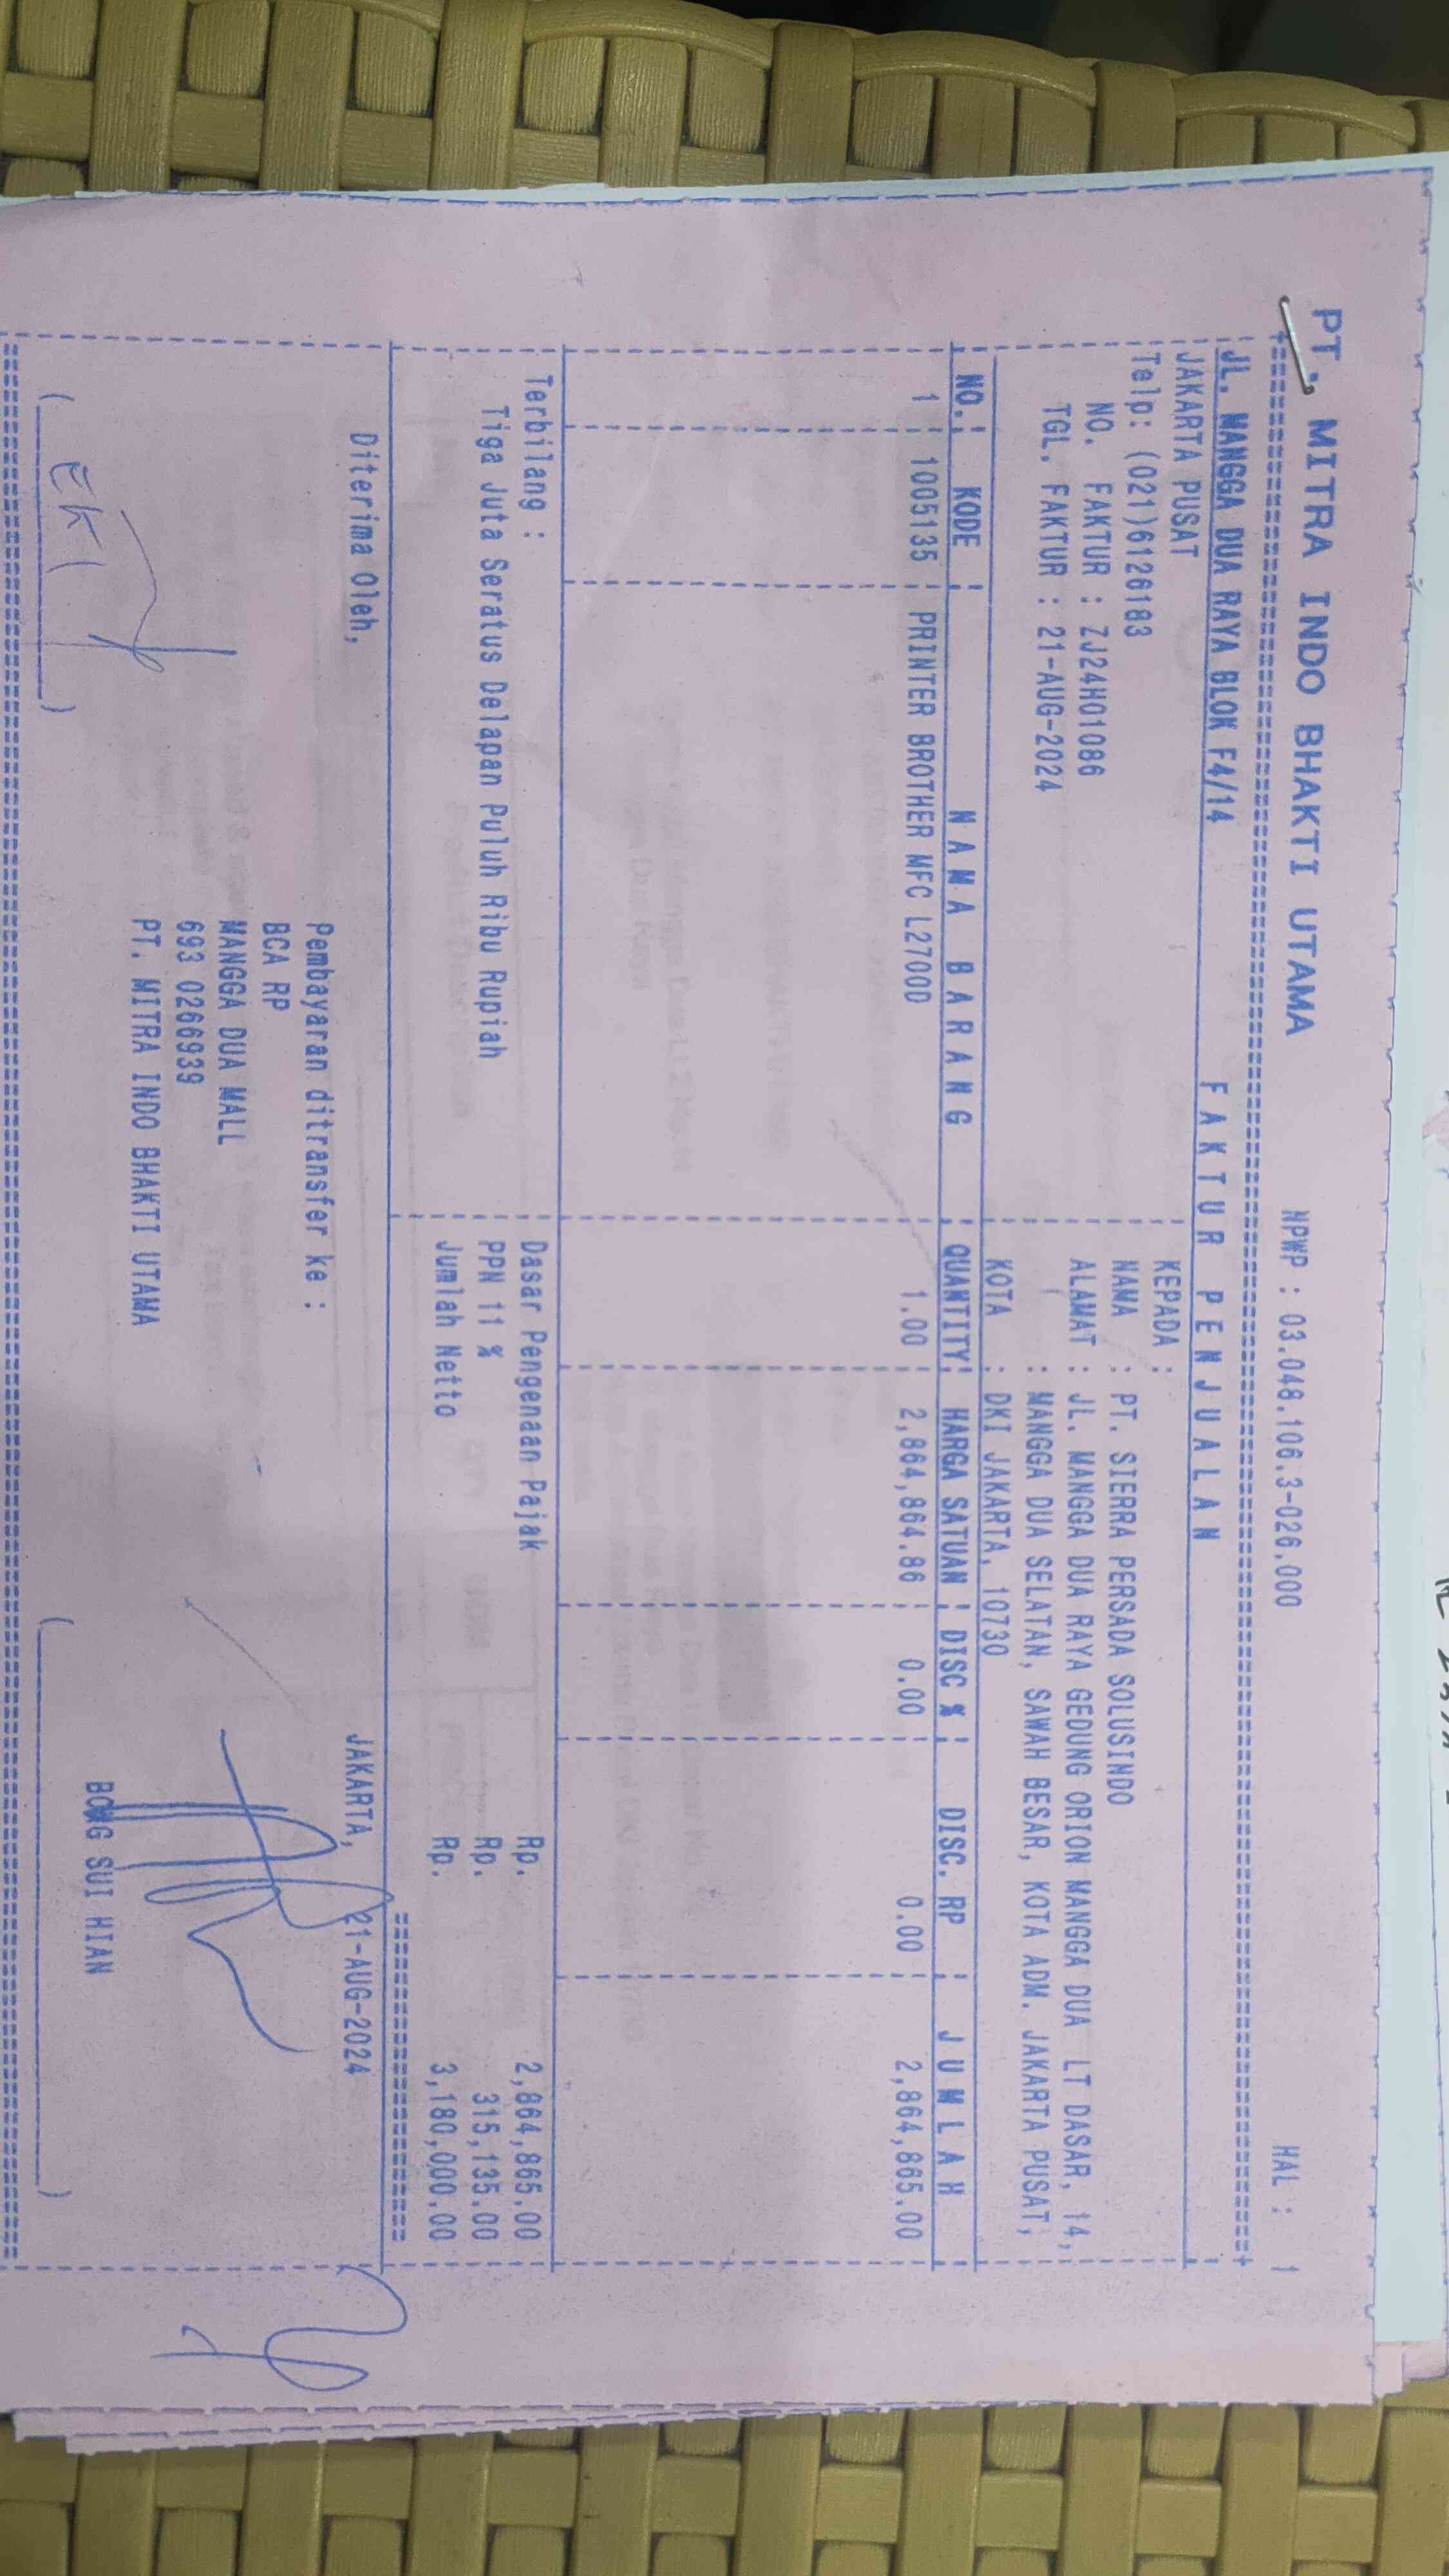 PT. MITRA INDO BHAKTI UTAMA NPWP : 03.048.106.3-026.000 HAL : 1
JL. MANGGA DUA RAYA BLOK F4/14 FAKTUR PENJUALAN
JAKARTA PUSAT KEPADA :
Telp: (021)6126183 NAMA : PT. SIERRA PERSADA SOLUSINDO
NO. FAKTUR : ZJ24H01086 ALAMAT : JL. MANGGA DUA RAYA GEDUNG ORION MANGGA DUA LT DASAR, 14,
TGL. FAKTUR : 21-AUG-2024 : MANGGA DUA SELATAN, SAWAH BESAR, KOTA ADM. JAKARTA PUSAT,
KOTA : DKI JAKARTA, 10730
NO. KODE NAMA BARANG QUANTITY HARGA SATUAN DISC % DISC. RP JUMLAH
1 1005135 PRINTER BROTHER MFC L2700D 1.00 2,864,864.86 0.00 0.00 2,864,865.00
Terbilang : Dasar Pengenaan Pajak Rp. 2,864,865.00
Tiga Juta Seratus Delapan Puluh Ribu Rupiah PPN 11 % Rp. 315,135.00
Jumlah Netto Rp. 3,180,000.00
Diterima Oleh, JAKARTA, 21-AUG-2024
Pembayaran ditransfer ke :
BCA RP
MANGGA DUA MALL
693 0266939
PT. MITRA INDO BHAKTI UTAMA
( EKI ) BONG SUI HIAN